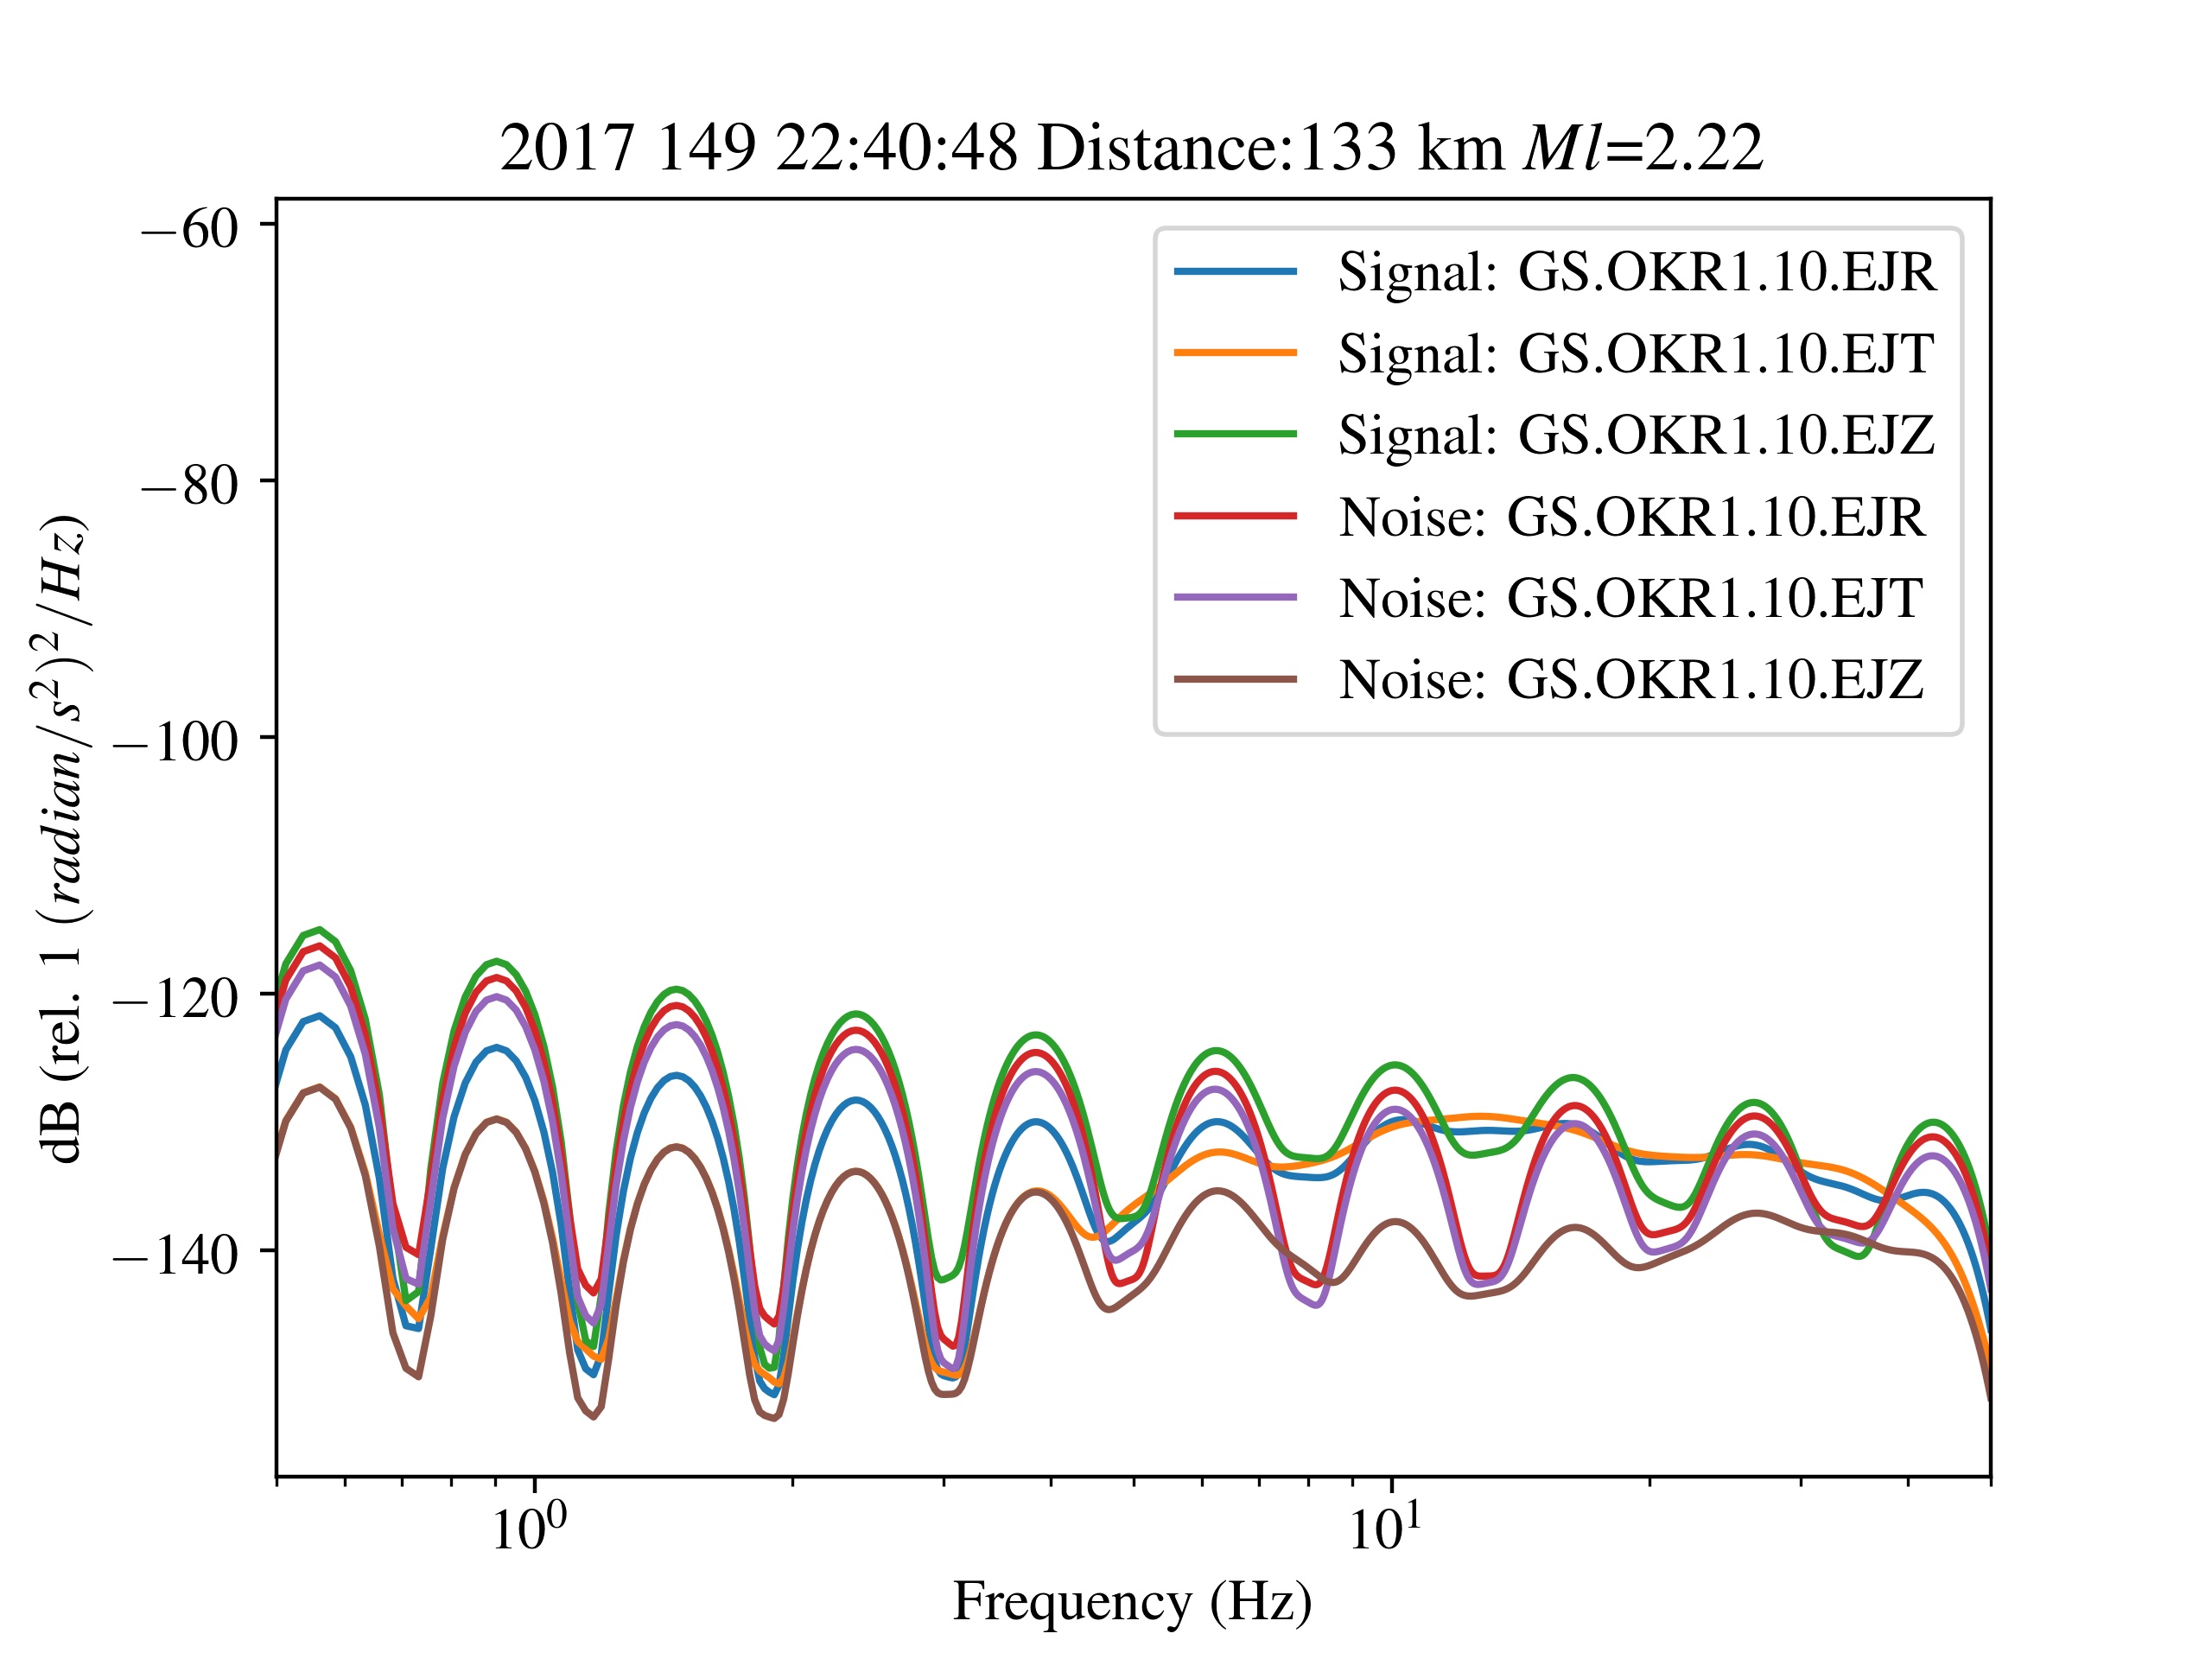 2017 149 22:40:48 Distance:133 km Ml=2.22
−60
−80
−100
−120
−140
dB (rel. 1 (radian/s²)²/Hz)
Signal: GS.OKR1.10.EJR
Signal: GS.OKR1.10.EJT
Signal: GS.OKR1.10.EJZ
Noise: GS.OKR1.10.EJR
Noise: GS.OKR1.10.EJT
Noise: GS.OKR1.10.EJZ
10⁰
10¹
Frequency (Hz)